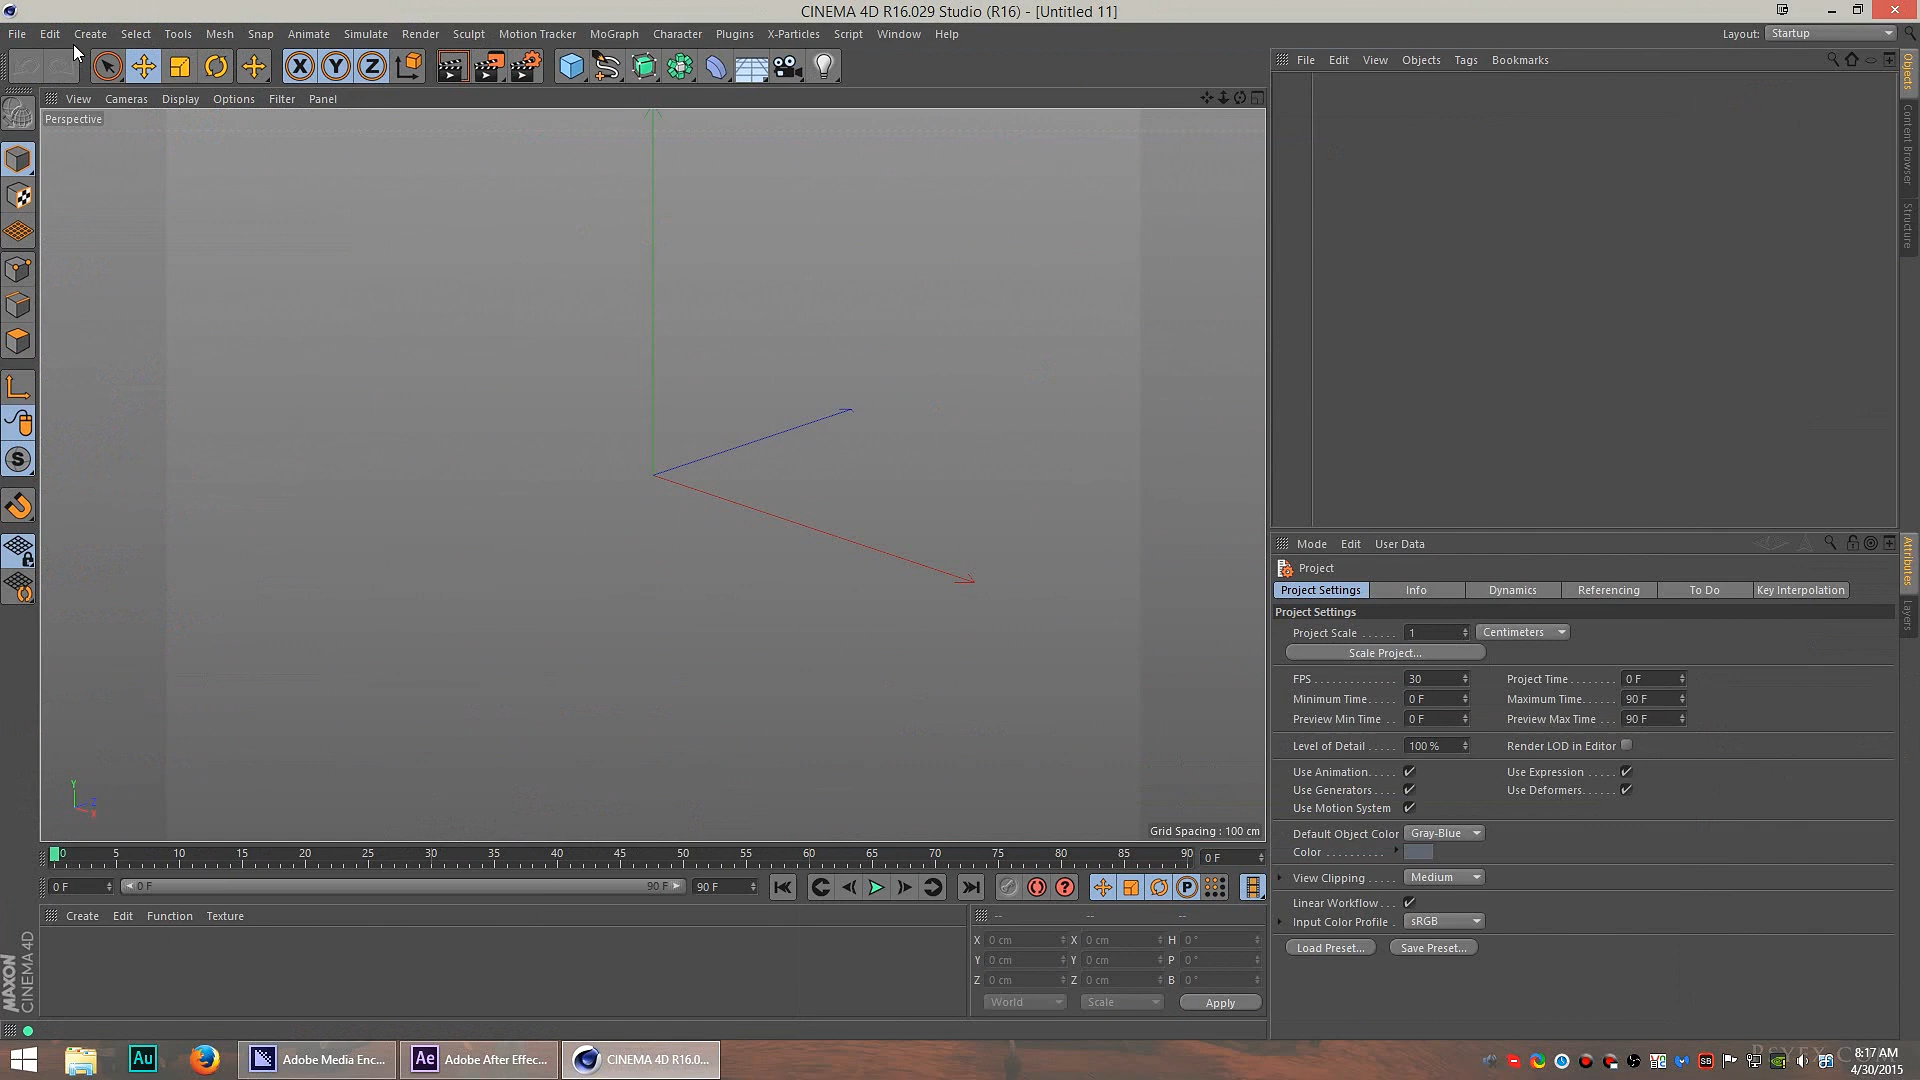 CINEMA 4D R16.029 Studio (R16) - [Untitled 11]
File Edit Create Select Tools Mesh Snap Animate Simulate Render Sculpt Motion Tracker MoGraph Character Plugins X-Particles Script Window Help
Layout: Startup
X Y Z
File Edit View Objects Tags Bookmarks
Objects
Content Browser
Structure
View Cameras Display Options Filter Panel
Perspective
S
Y
Z
X
Grid Spacing : 100 cm
Mode Edit User Data
Attributes
Layers
Project
Project Settings Info Dynamics Referencing To Do Key Interpolation
Project Settings
Project Scale ...... 1 Centimeters
Scale Project...
FPS .............. 30 Project Time........ 0 F
Minimum Time..... 0 F Maximum Time...... 90 F
Preview Min Time .. 0 F Preview Max Time ... 90 F
Level of Detail ..... 100 % Render LOD in Editor
Use Animation..... Use Expression .....
Use Generators .... Use Deformers......
Use Motion System
Default Object Color Gray-Blue
Color ..........
View Clipping ..... Medium
Linear Workflow...
Input Color Profile . sRGB
Load Preset... Save Preset...
0 5 10 15 20 25 30 35 40 45 50 55 60 65 70 75 80 85 90 0 F
0 F 0 F 90 F 90 F P
Create Edit Function Texture
-- -- --
X 0 cm X 0 cm H 0 °
Y 0 cm Y 0 cm P 0 °
Z 0 cm Z 0 cm B 0 °
World Scale Apply
MAXON
CINEMA 4D
Au Adobe Media Enc... Ae Adobe After Effec... CINEMA 4D R16.0...
8:17 AM
4/30/2015